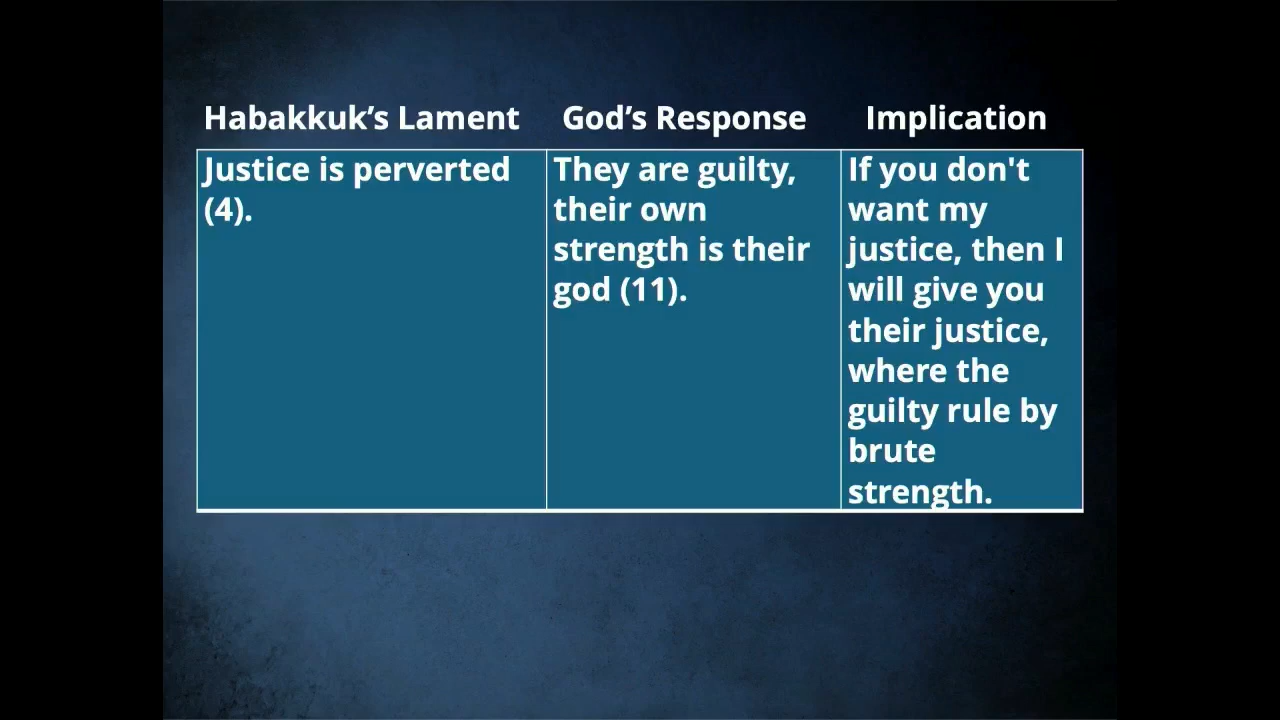 Habakkuk’s Lament
God’s Response
Implication
Justice is perverted
(4).
They are guilty,
their own
strength is their
god (11).
If you don't
want my
justice, then I
will give you
their justice,
where the
guilty rule by
brute
strength.